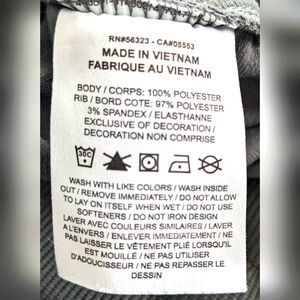 RN#56323 - CA#05553
MADE IN VIETNAM
FABRIQUE AU VIETNAM
BODY / CORPS: 100% POLYESTER
RIB / BORD COTE: 97% POLYESTER
3% SPANDEX / ELASTHANNE
EXCLUSIVE OF DECORATION /
DECORATION NON COMPRISE
30C
WASH WITH LIKE COLORS / WASH INSIDE
OUT / REMOVE IMMEDIATELY / DO NOT ALLOW
TO LAY ON ITSELF WHEN WET / DO NOT USE
SOFTENERS / DO NOT IRON DESIGN
LAVER AVEC COULEURS SIMILAIRES / LAVER
A L'ENVERS / ENLEVER IMMEDIATEMENT / NE
PAS LAISSER LE VÊTEMENT PLIÉ LORSQU'IL
EST MOUILLÉ / NE PAS UTILISER
D'ADOUCISSEUR / NE PAS REPASSER LE
DESSIN